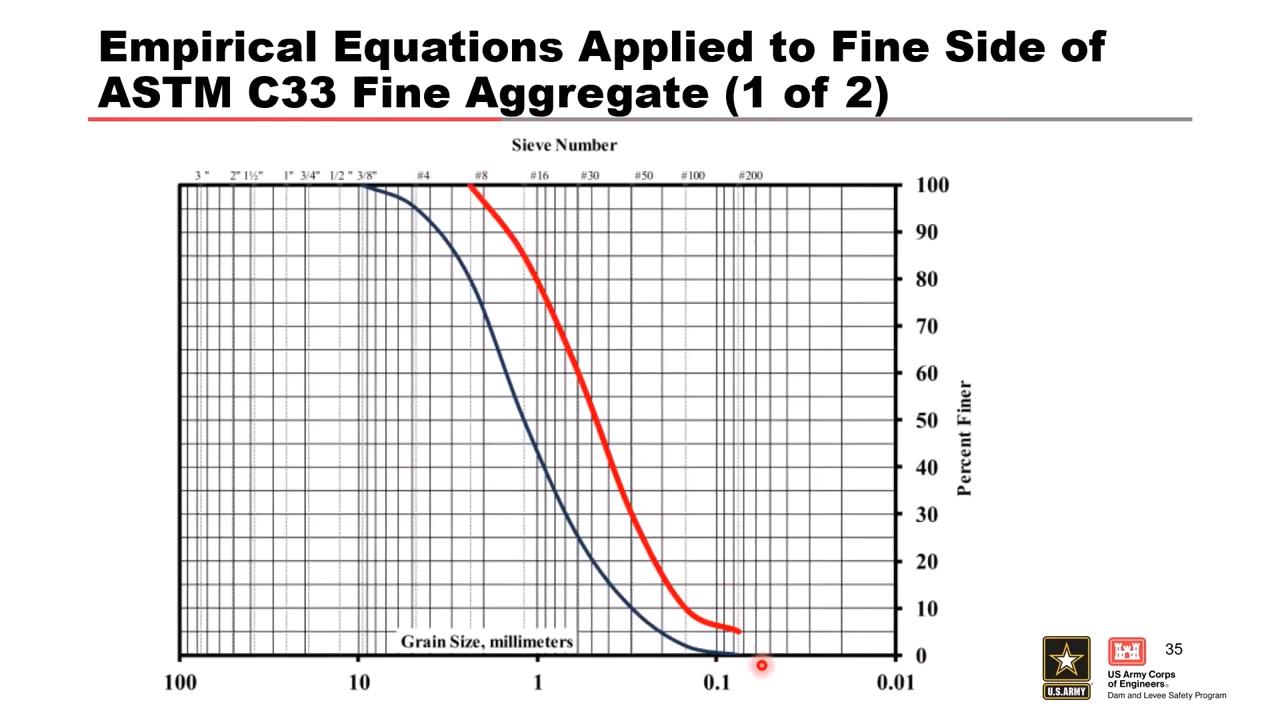 Empirical Equations Applied to Fine Side of
ASTM C33 Fine Aggregate (1 of 2)
Sieve Number
3 " 2" 1½" 1" 3/4" 1/2 " 3/8" #4 #8 #16 #30 #50 #100 #200
100
90
80
70
60
50
40
30
20
10
0
Percent Finer
Grain Size, millimeters
100 10 1 0.1 0.01
U.S.ARMY
US Army Corps
of Engineers®
Dam and Levee Safety Program
35